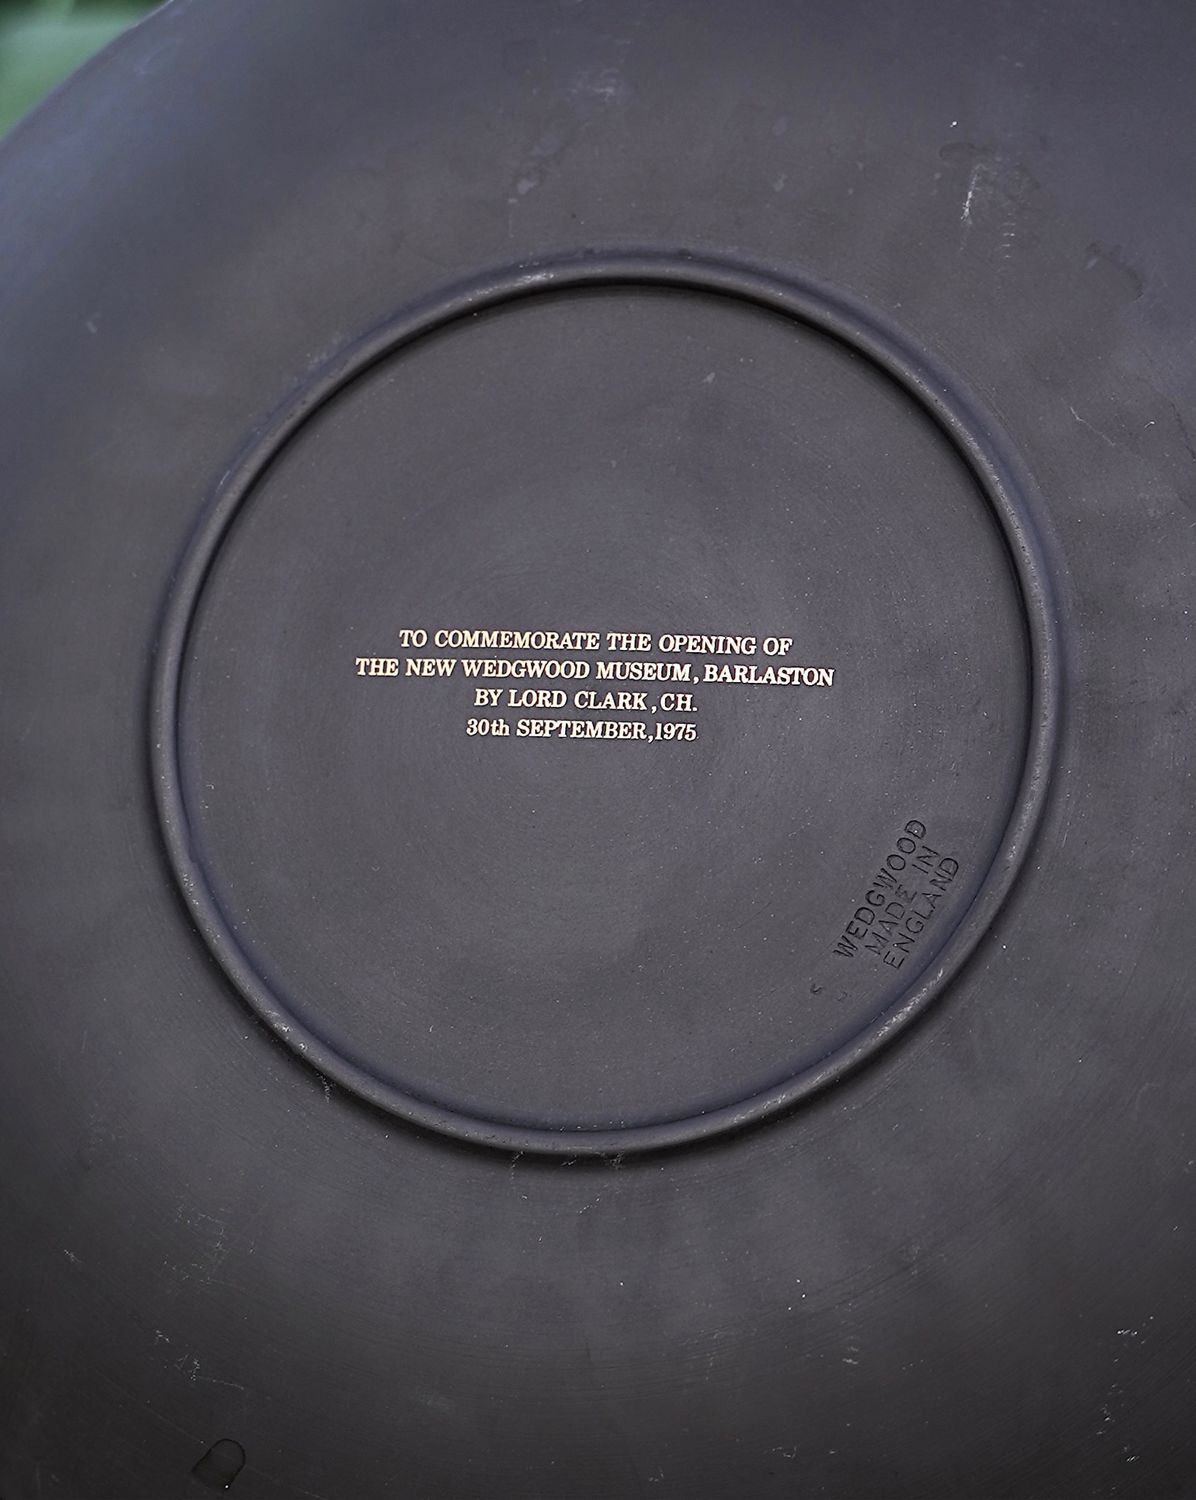 TO COMMEMORATE THE OPENING OF
THE NEW WEDGWOOD MUSEUM, BARLASTON
BY LORD CLARK, CH.
30th SEPTEMBER, 1975
WEDGWOOD
MADE IN
ENGLAND